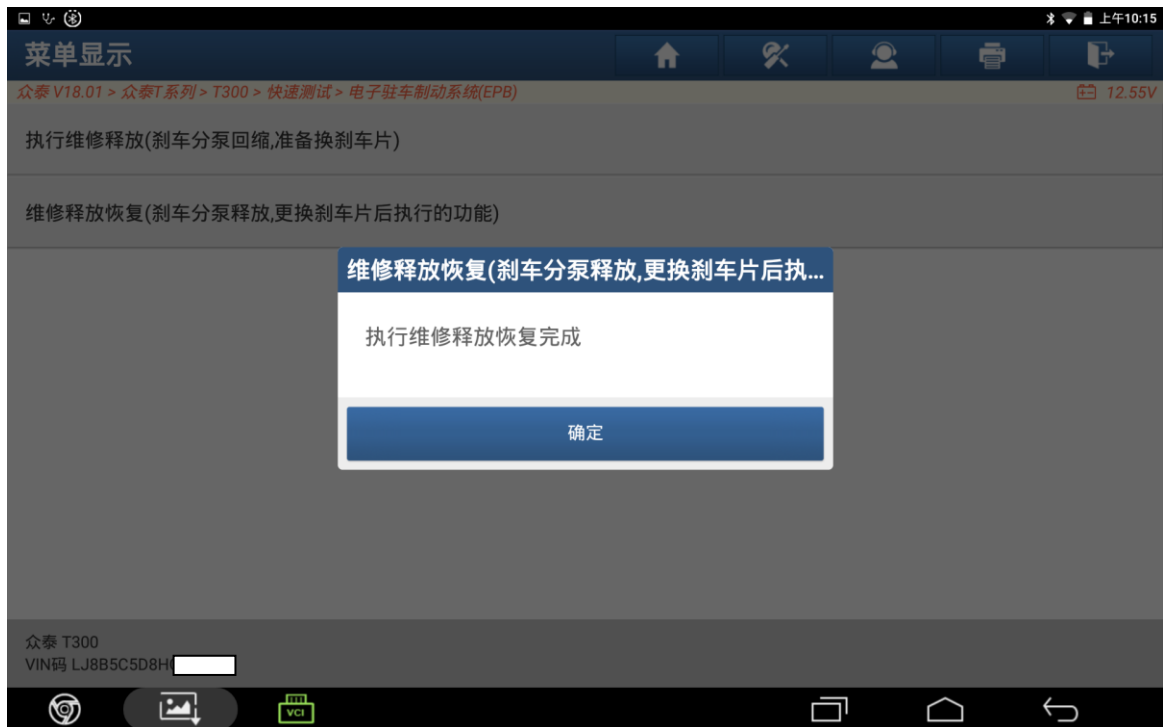 上午10:15
菜单显示
众泰 V18.01 > 众泰T系列 > T300 > 快速测试 > 电子驻车制动系统(EPB)
12.55V
执行维修释放(刹车分泵回缩,准备换刹车片)
维修释放恢复(刹车分泵释放,更换刹车片后执行的功能)
维修释放恢复(刹车分泵释放,更换刹车片后执...
执行维修释放恢复完成
确定
众泰 T300
VIN码 LJ8B5C5D8H
VCI